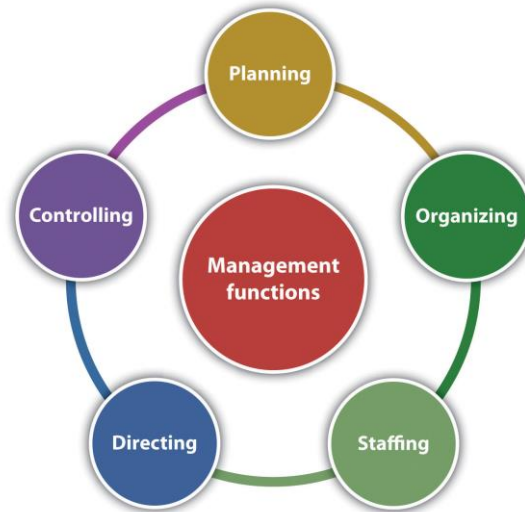 Planning
Organizing
Staffing
Directing
Controlling
Management
functions